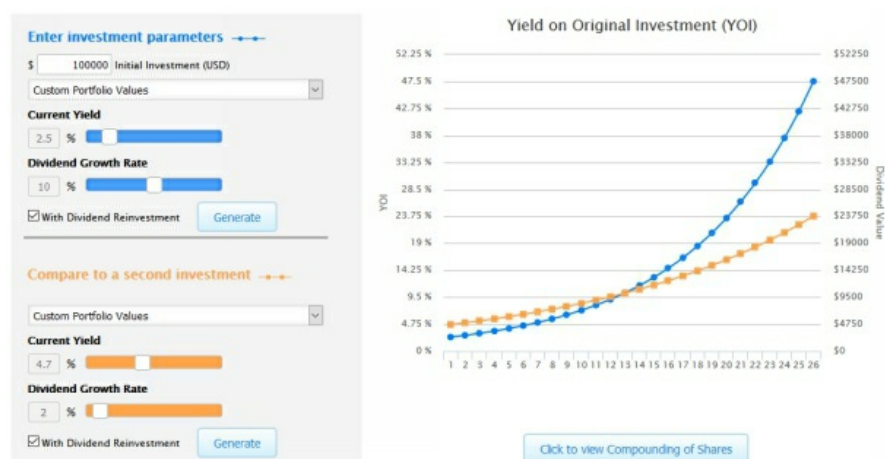 Enter investment parameters
$ 100000 Initial Investment (USD)
Custom Portfolio Values
Current Yield
2.5 %
Dividend Growth Rate
10 %
With Dividend Reinvestment Generate
Compare to a second investment
Custom Portfolio Values
Current Yield
4.7 %
Dividend Growth Rate
2 %
With Dividend Reinvestment Generate
Yield on Original Investment (YOI)
52.25 % $52250
47.5 % $47500
42.75 % $42750
38 % $38000
33.25 % $33250
28.5 % $28500
23.75 % $23750
19 % $19000
14.25 % $14250
9.5 % $9500
4.75 % $4750
0 % $0
YOI
Dividend Value
1 2 3 4 5 6 7 8 9 10 11 12 13 14 15 16 17 18 19 20 21 22 23 24 25 26
Click to view Compounding of Shares